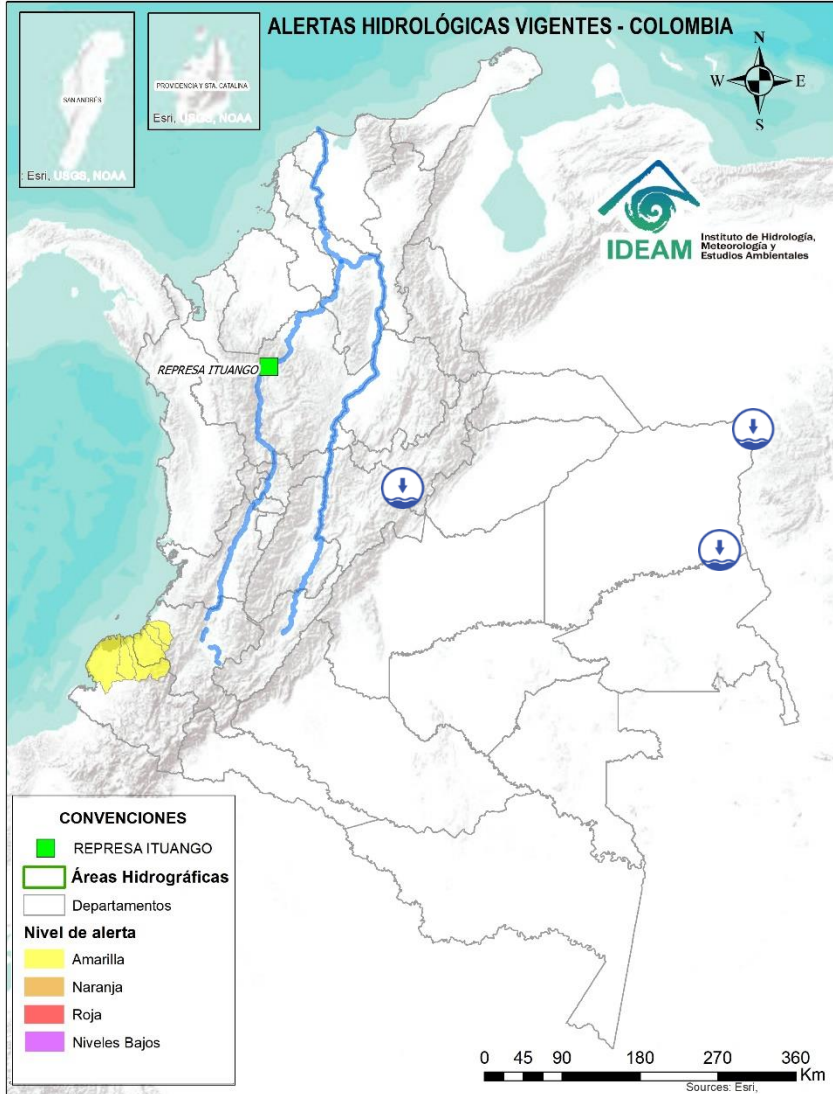 ALERTAS HIDROLÓGICAS VIGENTES - COLOMBIA
SAN ANDRÉS
: Esri, USGS, NOAA
PROVIDENCIA Y STA. CATALINA
Esri, USGS, NOAA
N
W
E
S
IDEAM
Instituto de Hidrología,
Meteorología y
Estudios Ambientales
REPRESA ITUANGO
CONVENCIONES
REPRESA ITUANGO
Áreas Hidrográficas
Departamentos
Nivel de alerta
Amarilla
Naranja
Roja
Niveles Bajos
0 45 90 180 270 360
Km
Sources: Esri,